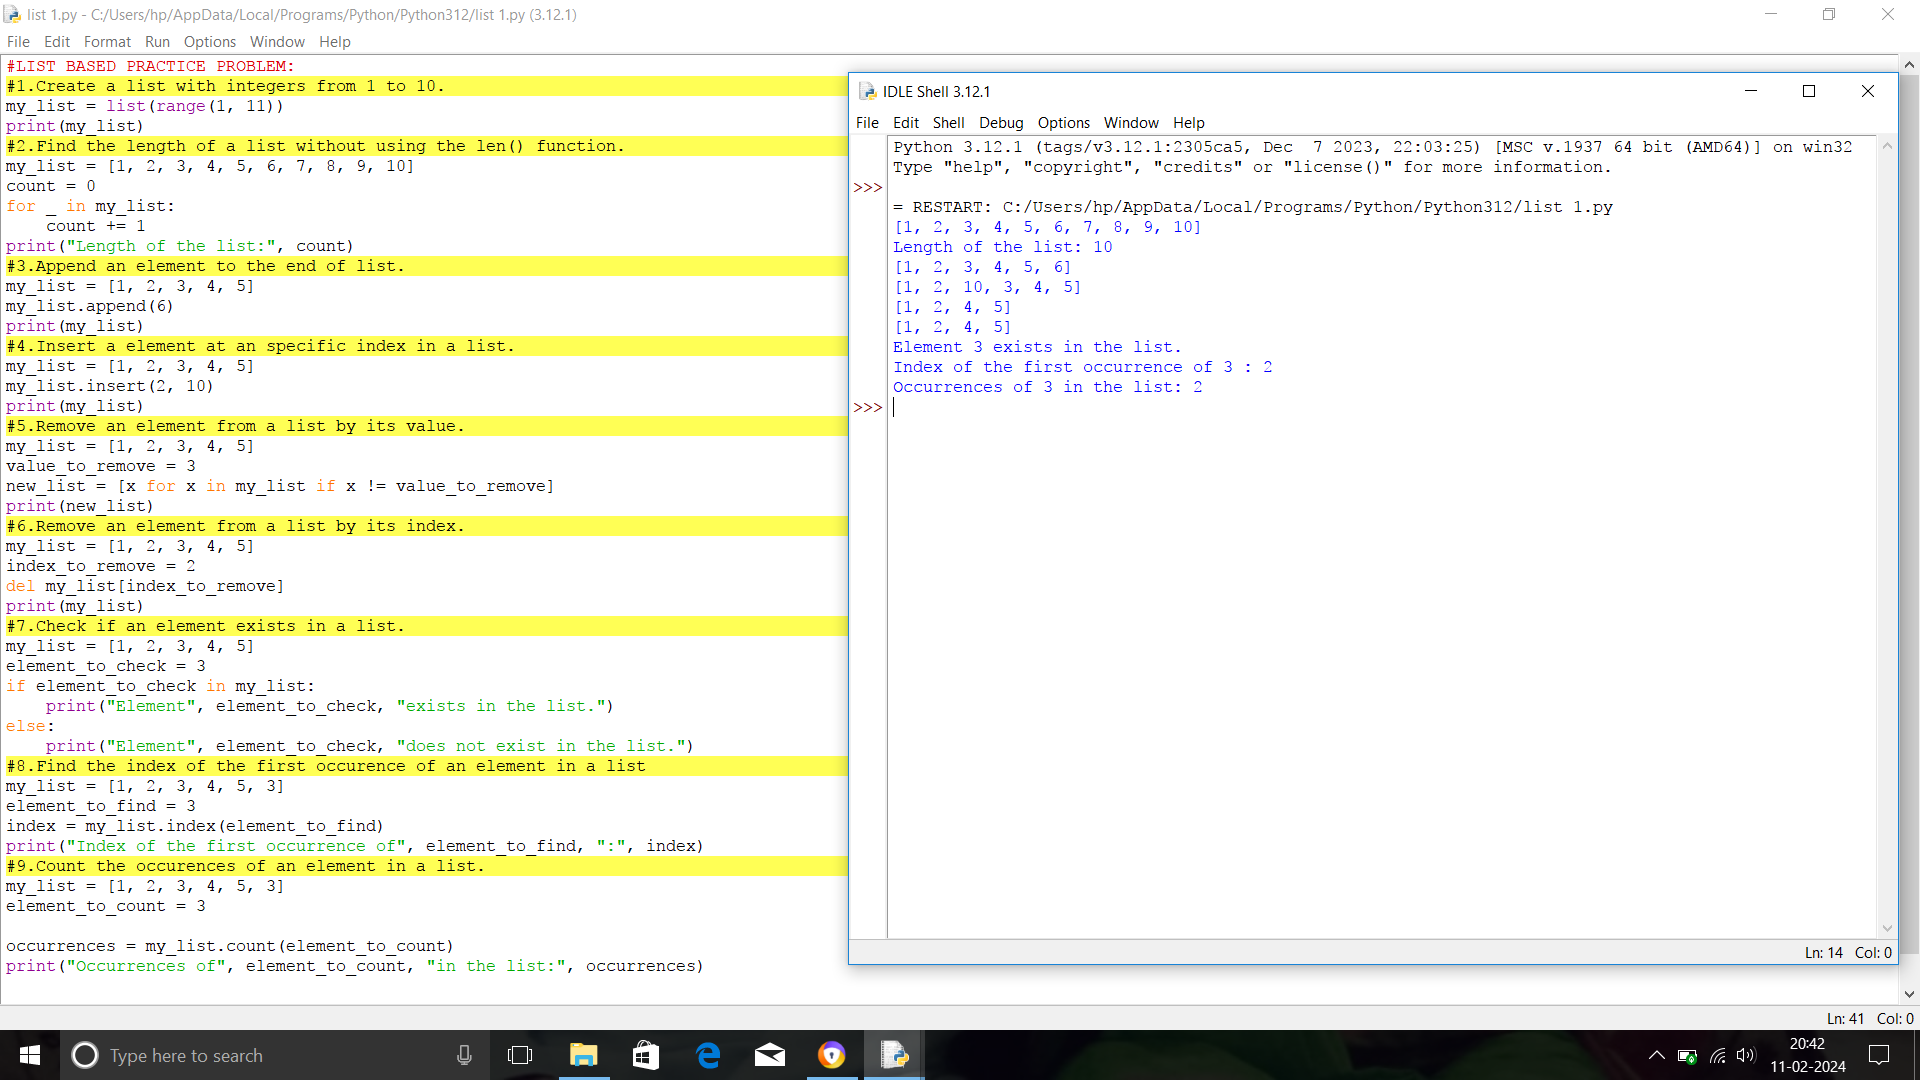 list 1.py - C:/Users/hp/AppData/Local/Programs/Python/Python312/list 1.py (3.12.1)
File Edit Format Run Options Window Help
#LIST BASED PRACTICE PROBLEM:
#1.Create a list with integers from 1 to 10.
my_list = list(range(1, 11))
print(my_list)
#2.Find the length of a list without using the len() function.
my_list = [1, 2, 3, 4, 5, 6, 7, 8, 9, 10]
count = 0
for _ in my_list:
    count += 1
print("Length of the list:", count)
#3.Append an element to the end of list.
my_list = [1, 2, 3, 4, 5]
my_list.append(6)
print(my_list)
#4.Insert a element at an specific index in a list.
my_list = [1, 2, 3, 4, 5]
my_list.insert(2, 10)
print(my_list)
#5.Remove an element from a list by its value.
my_list = [1, 2, 3, 4, 5]
value_to_remove = 3
new_list = [x for x in my_list if x != value_to_remove]
print(new_list)
#6.Remove an element from a list by its index.
my_list = [1, 2, 3, 4, 5]
index_to_remove = 2
del my_list[index_to_remove]
print(my_list)
#7.Check if an element exists in a list.
my_list = [1, 2, 3, 4, 5]
element_to_check = 3
if element_to_check in my_list:
    print("Element", element_to_check, "exists in the list.")
else:
    print("Element", element_to_check, "does not exist in the list.")
#8.Find the index of the first occurence of an element in a list
my_list = [1, 2, 3, 4, 5, 3]
element_to_find = 3
index = my_list.index(element_to_find)
print("Index of the first occurrence of", element_to_find, ":", index)
#9.Count the occurences of an element in a list.
my_list = [1, 2, 3, 4, 5, 3]
element_to_count = 3
occurrences = my_list.count(element_to_count)
print("Occurrences of", element_to_count, "in the list:", occurrences)
IDLE Shell 3.12.1
File Edit Shell Debug Options Window Help
Python 3.12.1 (tags/v3.12.1:2305ca5, Dec  7 2023, 22:03:25) [MSC v.1937 64 bit (AMD64)] on win32
Type "help", "copyright", "credits" or "license()" for more information.
>>>
= RESTART: C:/Users/hp/AppData/Local/Programs/Python/Python312/list 1.py
[1, 2, 3, 4, 5, 6, 7, 8, 9, 10]
Length of the list: 10
[1, 2, 3, 4, 5, 6]
[1, 2, 10, 3, 4, 5]
[1, 2, 4, 5]
[1, 2, 4, 5]
Element 3 exists in the list.
Index of the first occurrence of 3 : 2
Occurrences of 3 in the list: 2
>>>
Ln: 14 Col: 0
Ln: 41 Col: 0
Type here to search
20:42
11-02-2024